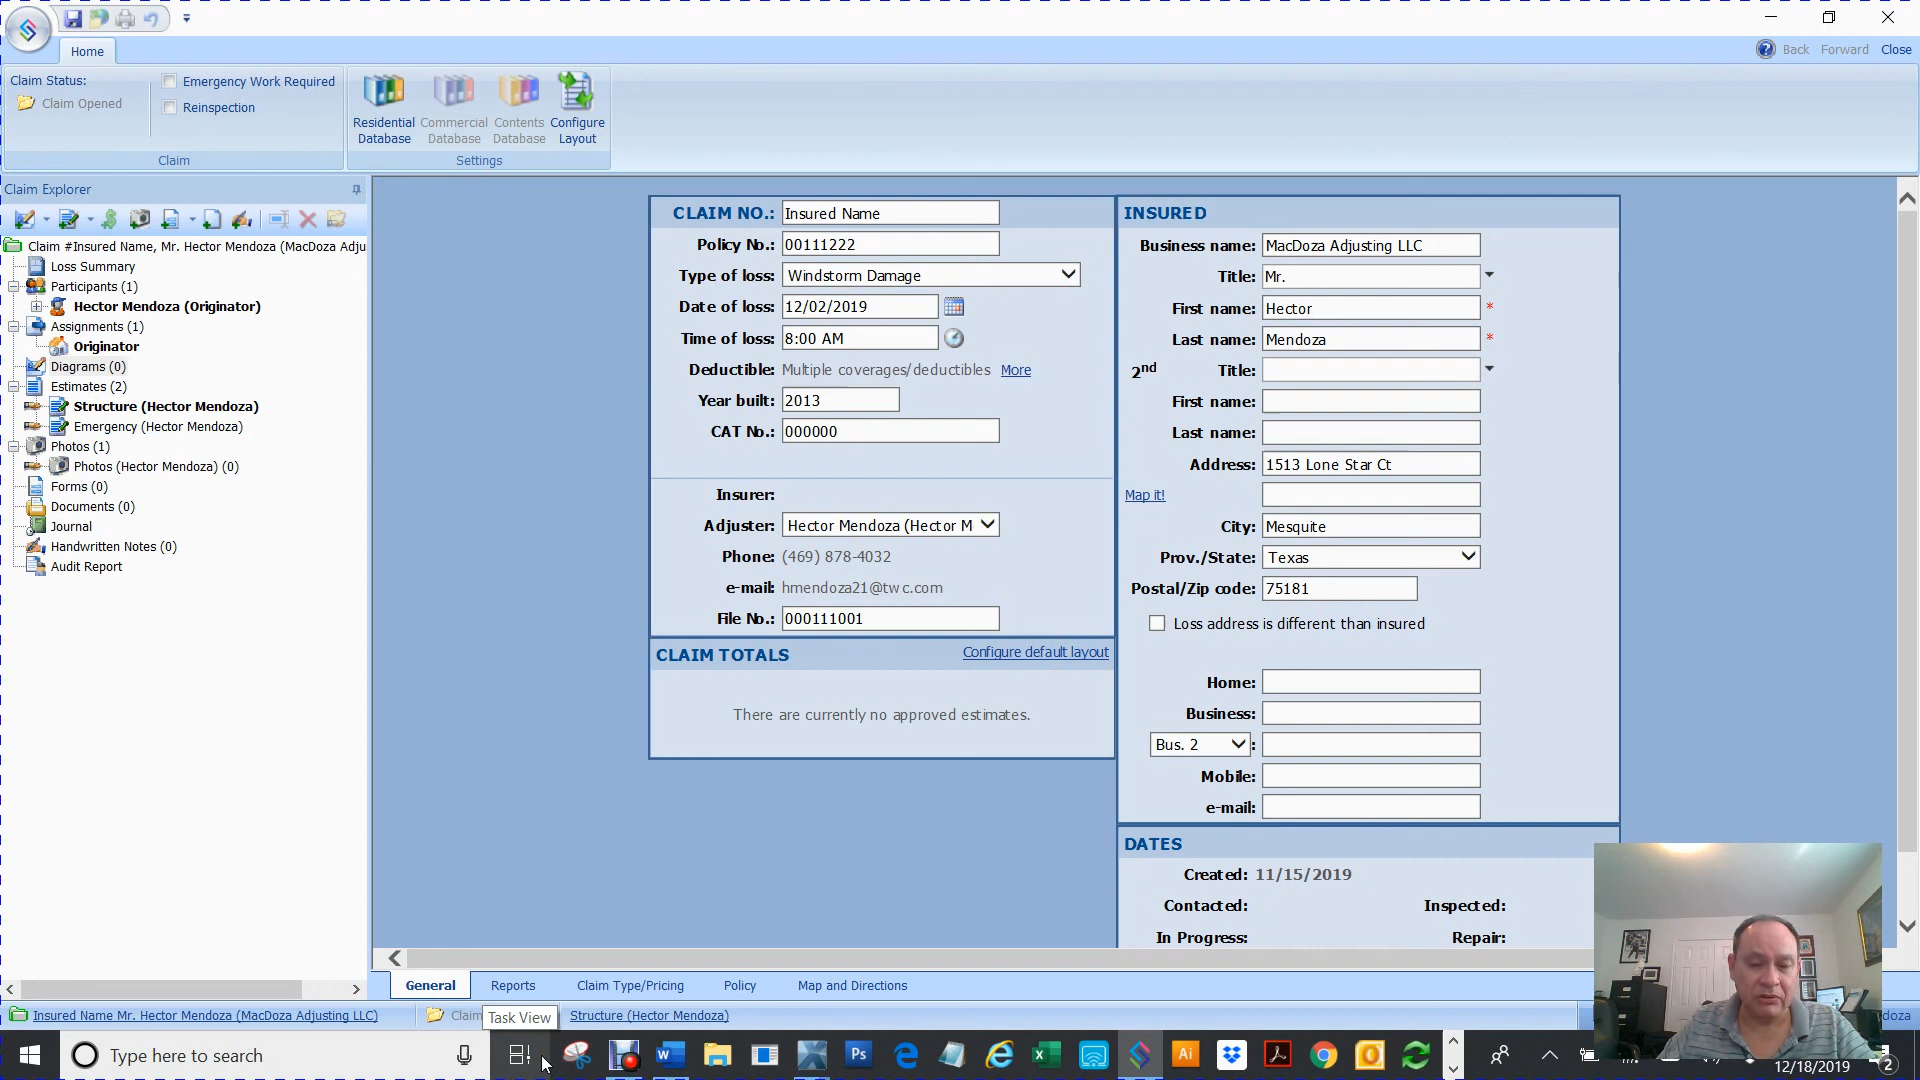 Home
Back Forward Close
Claim Status:
Claim Opened
Emergency Work Required
Reinspection
Claim
Residential Database
Commercial Database
Contents Database
Configure Layout
Settings
Claim Explorer
Claim #Insured Name, Mr. Hector Mendoza (MacDoza Adju
Loss Summary
Participants (1)
Hector Mendoza (Originator)
Assignments (1)
Originator
Diagrams (0)
Estimates (2)
Structure (Hector Mendoza)
Emergency (Hector Mendoza)
Photos (1)
Photos (Hector Mendoza) (0)
Forms (0)
Documents (0)
Journal
Handwritten Notes (0)
Audit Report
CLAIM NO.: Insured Name
Policy No.: 00111222
Type of loss: Windstorm Damage
Date of loss: 12/02/2019
Time of loss: 8:00 AM
Deductible: Multiple coverages/deductibles More
Year built: 2013
CAT No.: 000000
Insurer:
Adjuster: Hector Mendoza (Hector M
Phone: (469) 878-4032
e-mail: hmendoza21@twc.com
File No.: 000111001
CLAIM TOTALS Configure default layout
There are currently no approved estimates.
INSURED
Business name: MacDoza Adjusting LLC
Title: Mr.
First name: Hector *
Last name: Mendoza *
2nd Title:
First name:
Last name:
Address: 1513 Lone Star Ct
Map it!
City: Mesquite
Prov./State: Texas
Postal/Zip code: 75181
Loss address is different than insured
Home:
Business:
Bus. 2 :
Mobile:
e-mail:
DATES
Created: 11/15/2019
Contacted: Inspected:
In Progress: Repair:
General Reports Claim Type/Pricing Policy Map and Directions
Insured Name Mr. Hector Mendoza (MacDoza Adjusting LLC) Claim Structure (Hector Mendoza) doza
Task View
Type here to search
Ps
Ai
12/18/2019
2